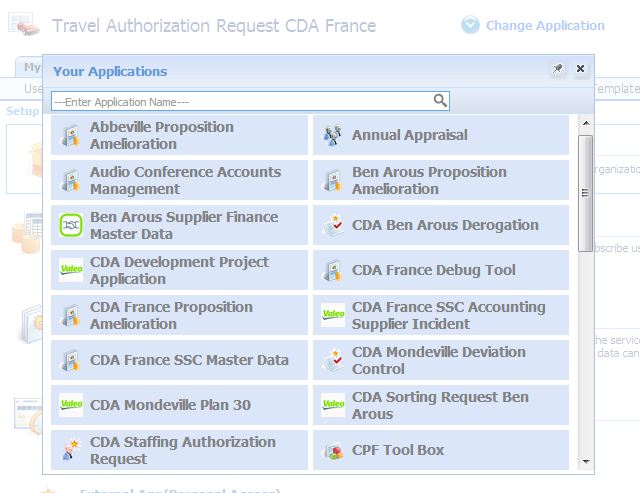 Travel Authorization Request CDA France
Change Application
My
Your Applications
Use
Template
---Enter Application Name---
Setup
Abbeville Proposition
Amelioration
Annual Appraisal
Audio Conference Accounts
Management
Ben Arous Proposition
Amelioration
organizatio
Ben Arous Supplier Finance
Master Data
CDA Ben Arous Derogation
bscribe us
Valeo
CDA Development Project
Application
CDA France Debug Tool
CDA France Proposition
Amelioration
Valeo
CDA France SSC Accounting
Supplier Incident
he service
data can
CDA France SSC Master Data
CDA Mondeville Deviation
Control
Valeo
CDA Mondeville Plan 30
Valeo
CDA Sorting Request Ben
Arous
CDA Staffing Authorization
Request
CPF Tool Box
External App(Personal Access)